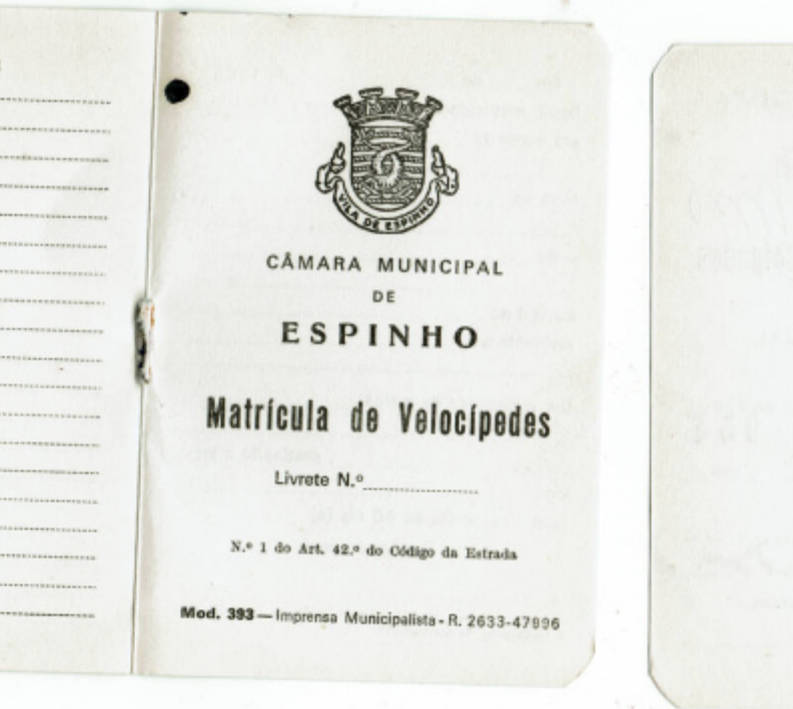 VILA DE ESPINHO
CÂMARA MUNICIPAL
DE
ESPINHO
Matrícula de Velocípedes
Livrete N.º
N.º 1 do Art. 42.º do Código da Estrada
Mod. 393 — Imprensa Municipalista - R. 2633-47996